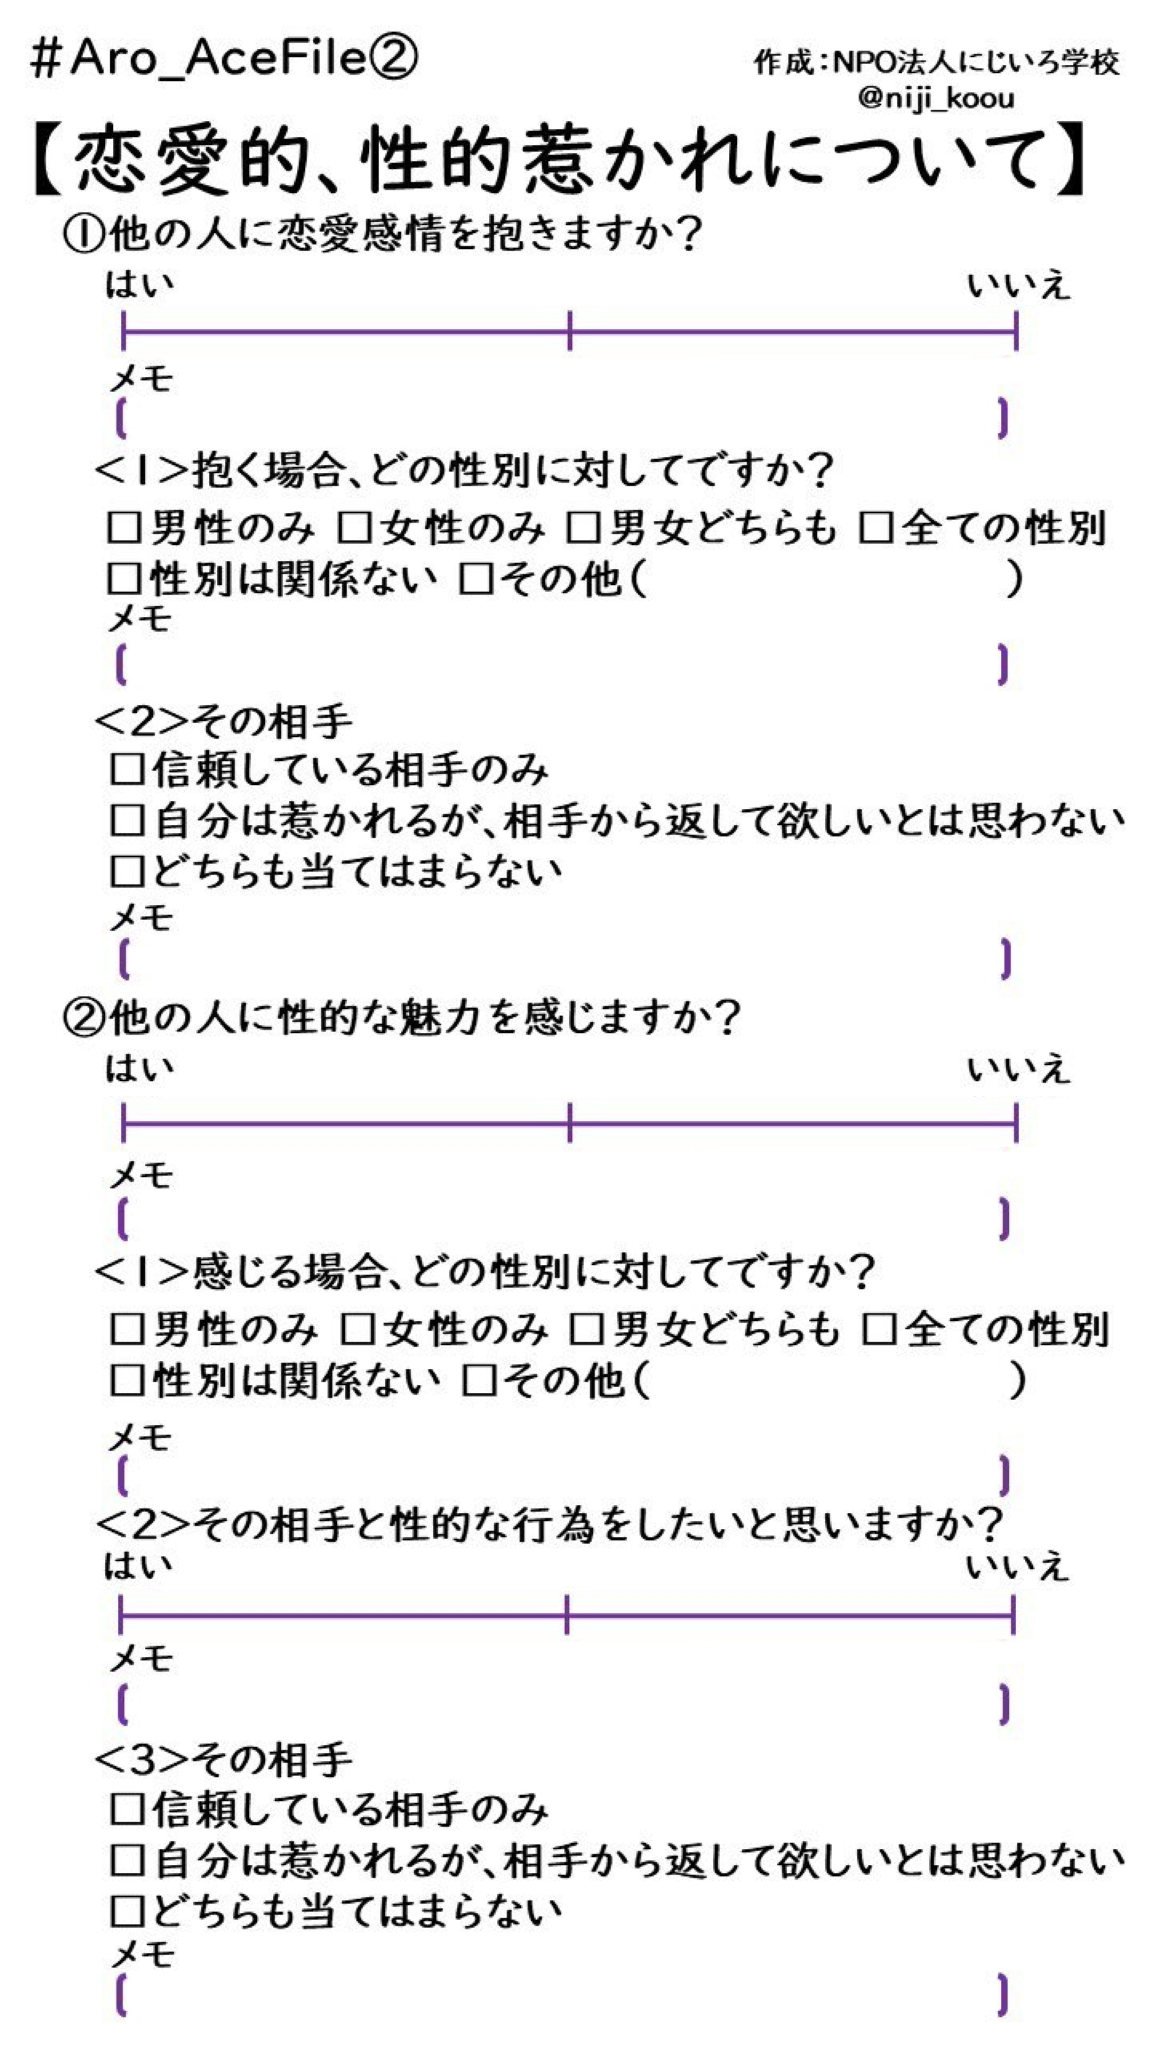 #Aro_AceFile②
作成：NPO法人にじいろ学校
@niji_koou
【恋愛的、性的惹かれについて】
①他の人に恋愛感情を抱きますか？
はい いいえ
メモ
〔 〕
<1>抱く場合、どの性別に対してですか？
□男性のみ □女性のみ □男女どちらも □全ての性別
□性別は関係ない □その他（ ）
メモ
〔 〕
<2>その相手
□信頼している相手のみ
□自分は惹かれるが、相手から返して欲しいとは思わない
□どちらも当てはまらない
メモ
〔 〕
②他の人に性的な魅力を感じますか？
はい いいえ
メモ
〔 〕
<1>感じる場合、どの性別に対してですか？
□男性のみ □女性のみ □男女どちらも □全ての性別
□性別は関係ない □その他（ ）
メモ
〔 〕
<2>その相手と性的な行為をしたいと思いますか？
はい いいえ
メモ
〔 〕
<3>その相手
□信頼している相手のみ
□自分は惹かれるが、相手から返して欲しいとは思わない
□どちらも当てはまらない
メモ
〔 〕